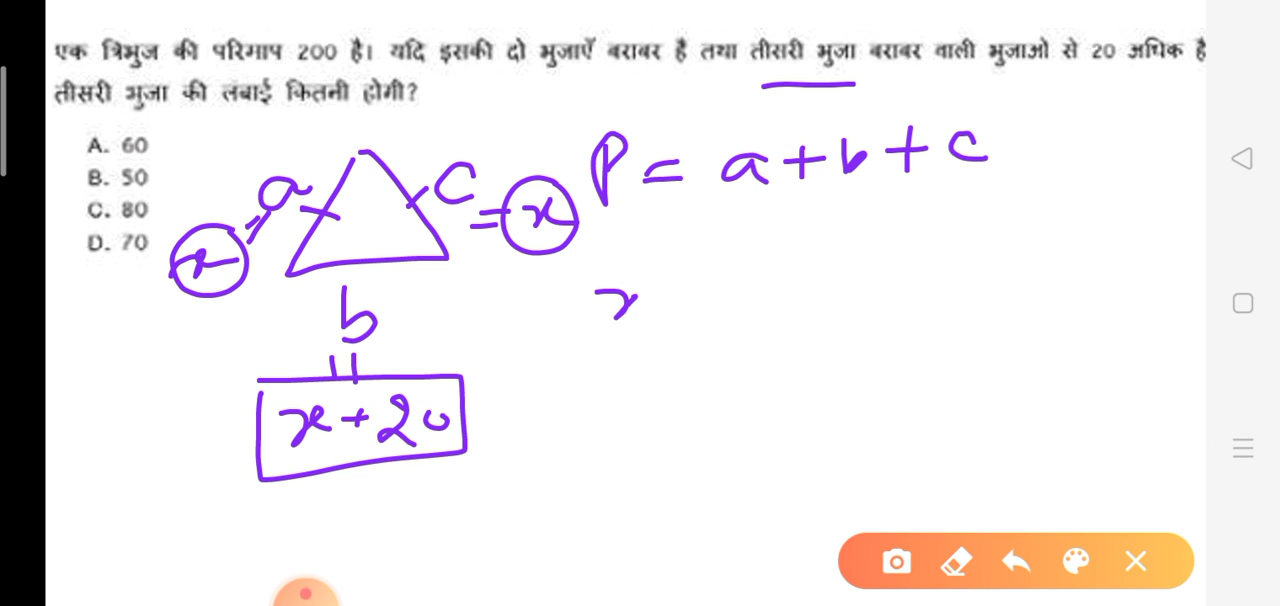 एक त्रिभुज की परिमाप 200 है। यदि इसकी दो भुजाएँ बराबर है तथा तीसरी भुजा बराबर वाली भुजाओ से 20 अधिक है
तीसरी भुजा की लंबाई कितनी होगी?
A. 60
B. 50
C. 80
D. 70
P = a + b + c
x = a
c = x
b
=
x + 20
x